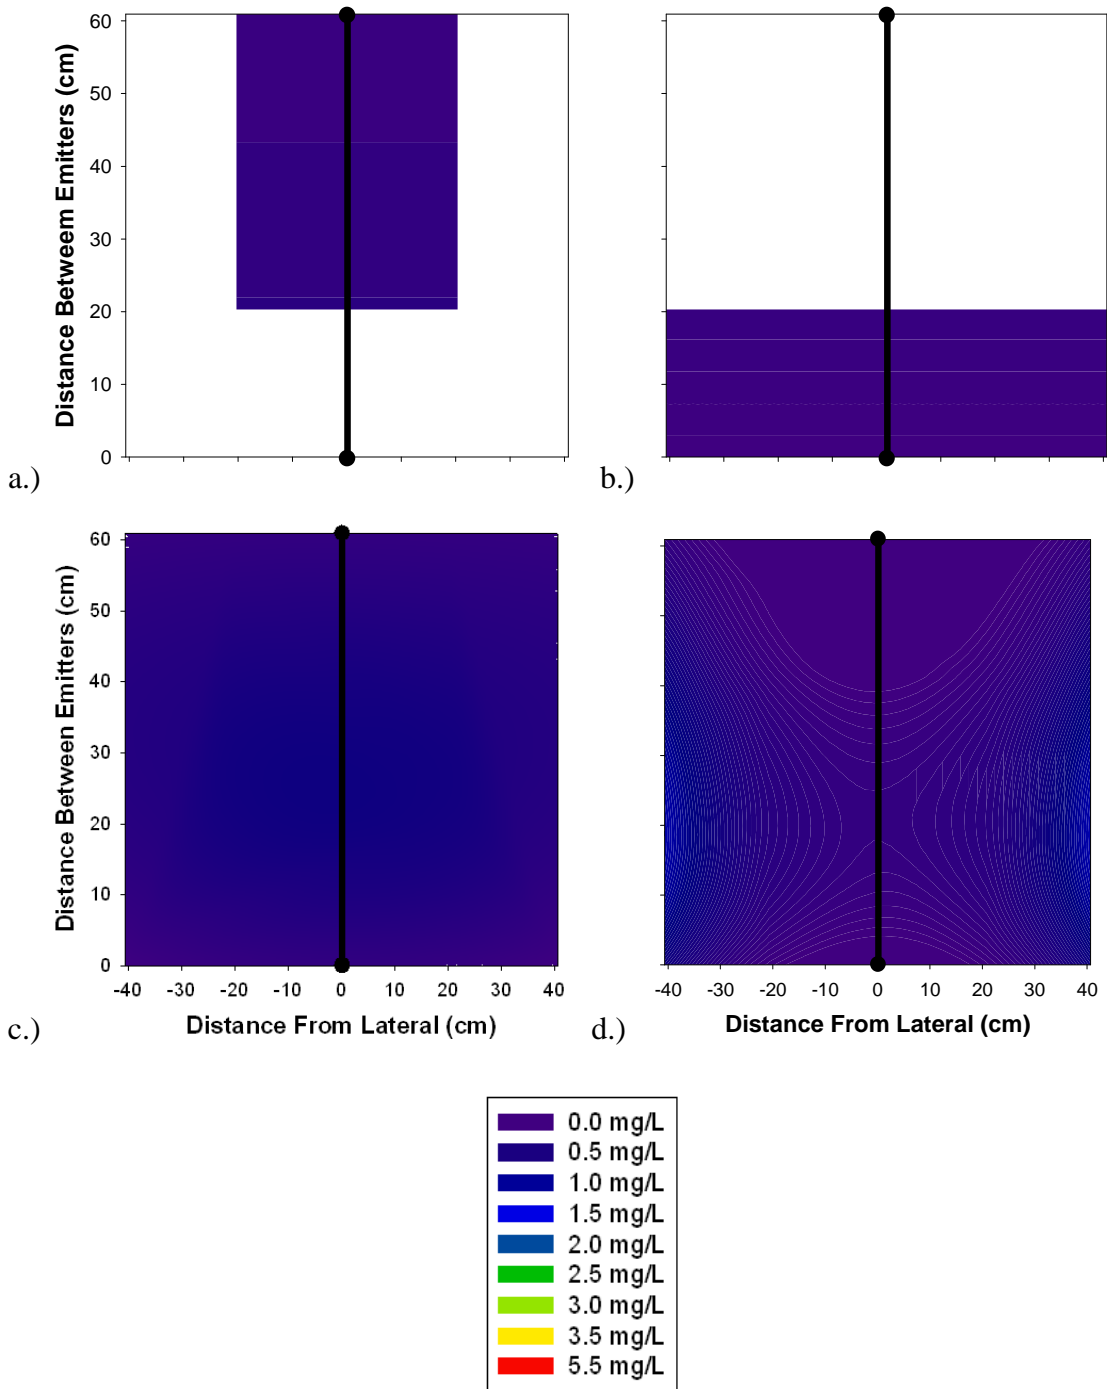 Distance Betweem Emitters (cm)
60
50
40
30
20
10
0
a.)
b.)
Distance Between Emitters (cm)
60
50
40
30
20
10
0
-40 -30 -20 -10 0 10 20 30 40
Distance From Lateral (cm)
c.)
-40 -30 -20 -10 0 10 20 30 40
Distance From Lateral (cm)
d.)
0.0 mg/L
0.5 mg/L
1.0 mg/L
1.5 mg/L
2.0 mg/L
2.5 mg/L
3.0 mg/L
3.5 mg/L
5.5 mg/L